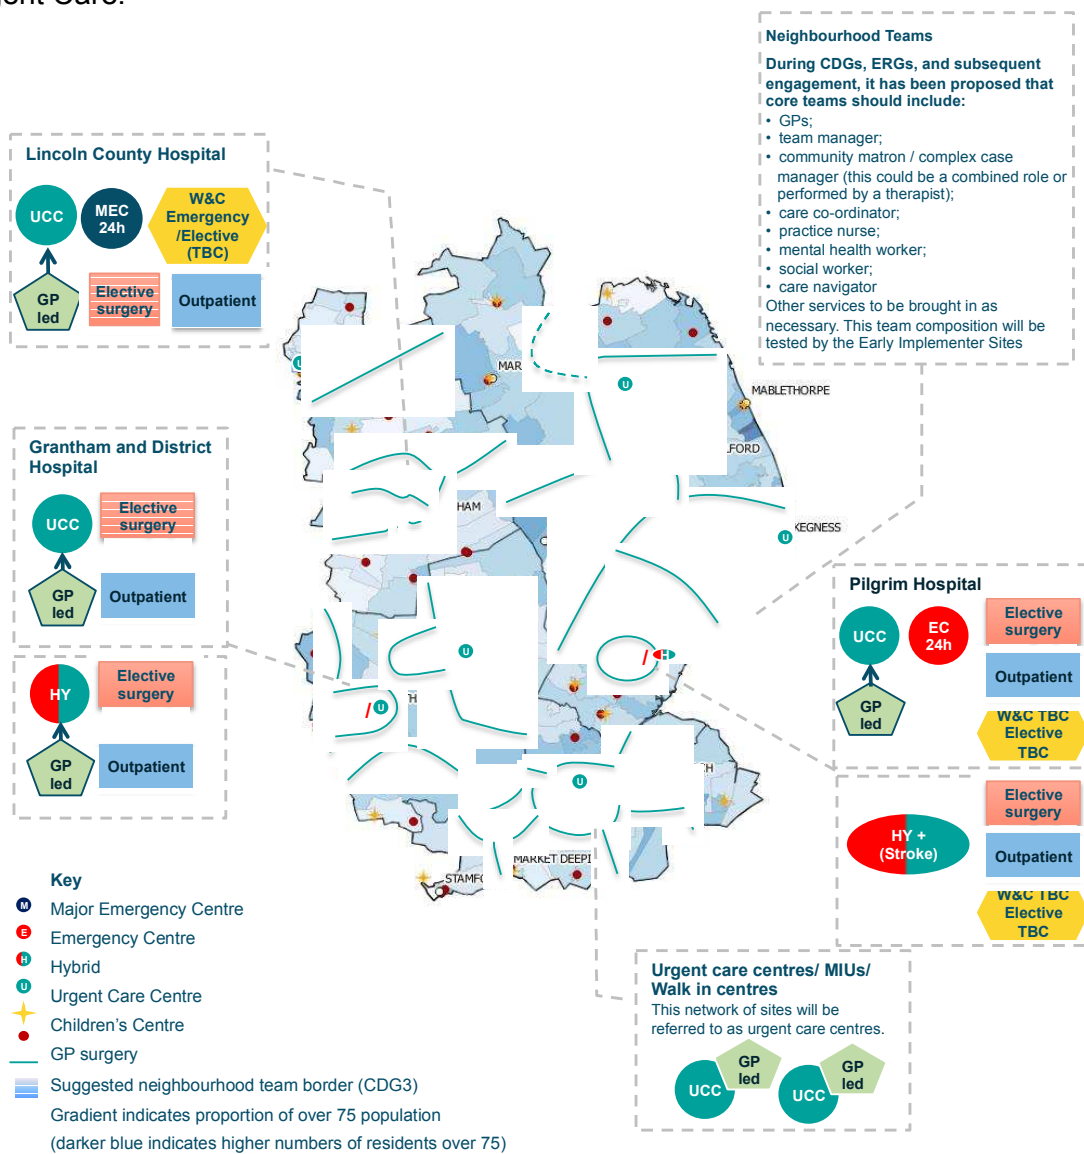 gent Care.
Neighbourhood Teams
During CDGs, ERGs, and subsequent
engagement, it has been proposed that
core teams should include:
• GPs;
• team manager;
• community matron / complex case
manager (this could be a combined role or
performed by a therapist);
• care co-ordinator;
• practice nurse;
• mental health worker;
• social worker;
• care navigator
Other services to be brought in as
necessary. This team composition will be
tested by the Early Implementer Sites
Lincoln County Hospital
UCC
MEC
24h
W&C
Emergency
/Elective
(TBC)
GP
led
Elective
surgery
Outpatient
Grantham and District
Hospital
UCC
Elective
surgery
GP
led
Outpatient
HY
Elective
surgery
GP
led
Outpatient
U
MAR
U
MABLETHORPE
LFORD
HAM
KEGNESS
U
U
/ H
/ U
H
U
CH
MARKET DEEPI
STAMFO
Pilgrim Hospital
UCC
EC
24h
Elective
surgery
Outpatient
GP
led
W&C TBC
Elective
TBC
HY +
(Stroke)
Elective
surgery
Outpatient
W&C TBC
Elective
TBC
Key
M Major Emergency Centre
E Emergency Centre
H Hybrid
U Urgent Care Centre
Children's Centre
GP surgery
Suggested neighbourhood team border (CDG3)
Gradient indicates proportion of over 75 population
(darker blue indicates higher numbers of residents over 75)
Urgent care centres/ MIUs/
Walk in centres
This network of sites will be
referred to as urgent care centres.
UCC
GP
led
UCC
GP
led